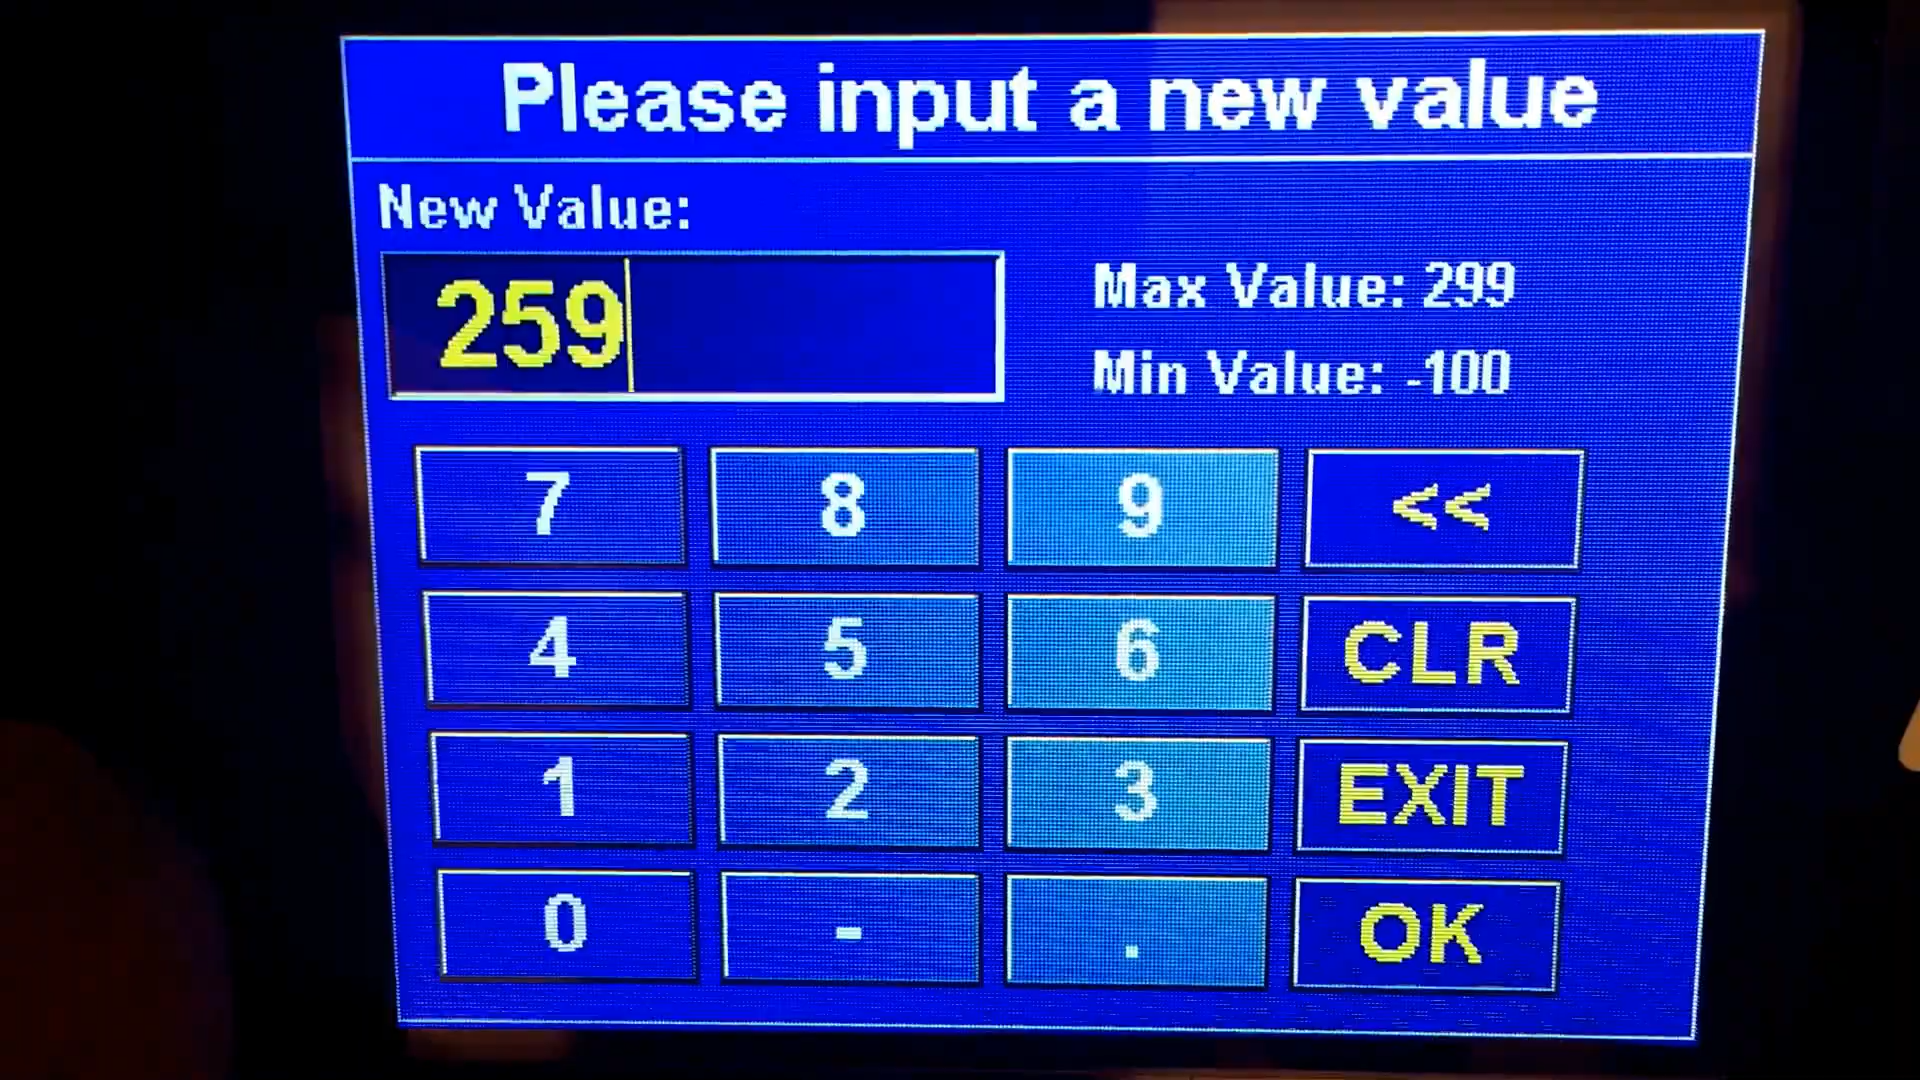 Please input a new value
New Value:
259
Max Value: 299
Min Value: -100
7 8 9 <<
4 5 6 CLR
1 2 3 EXIT
0 - . OK